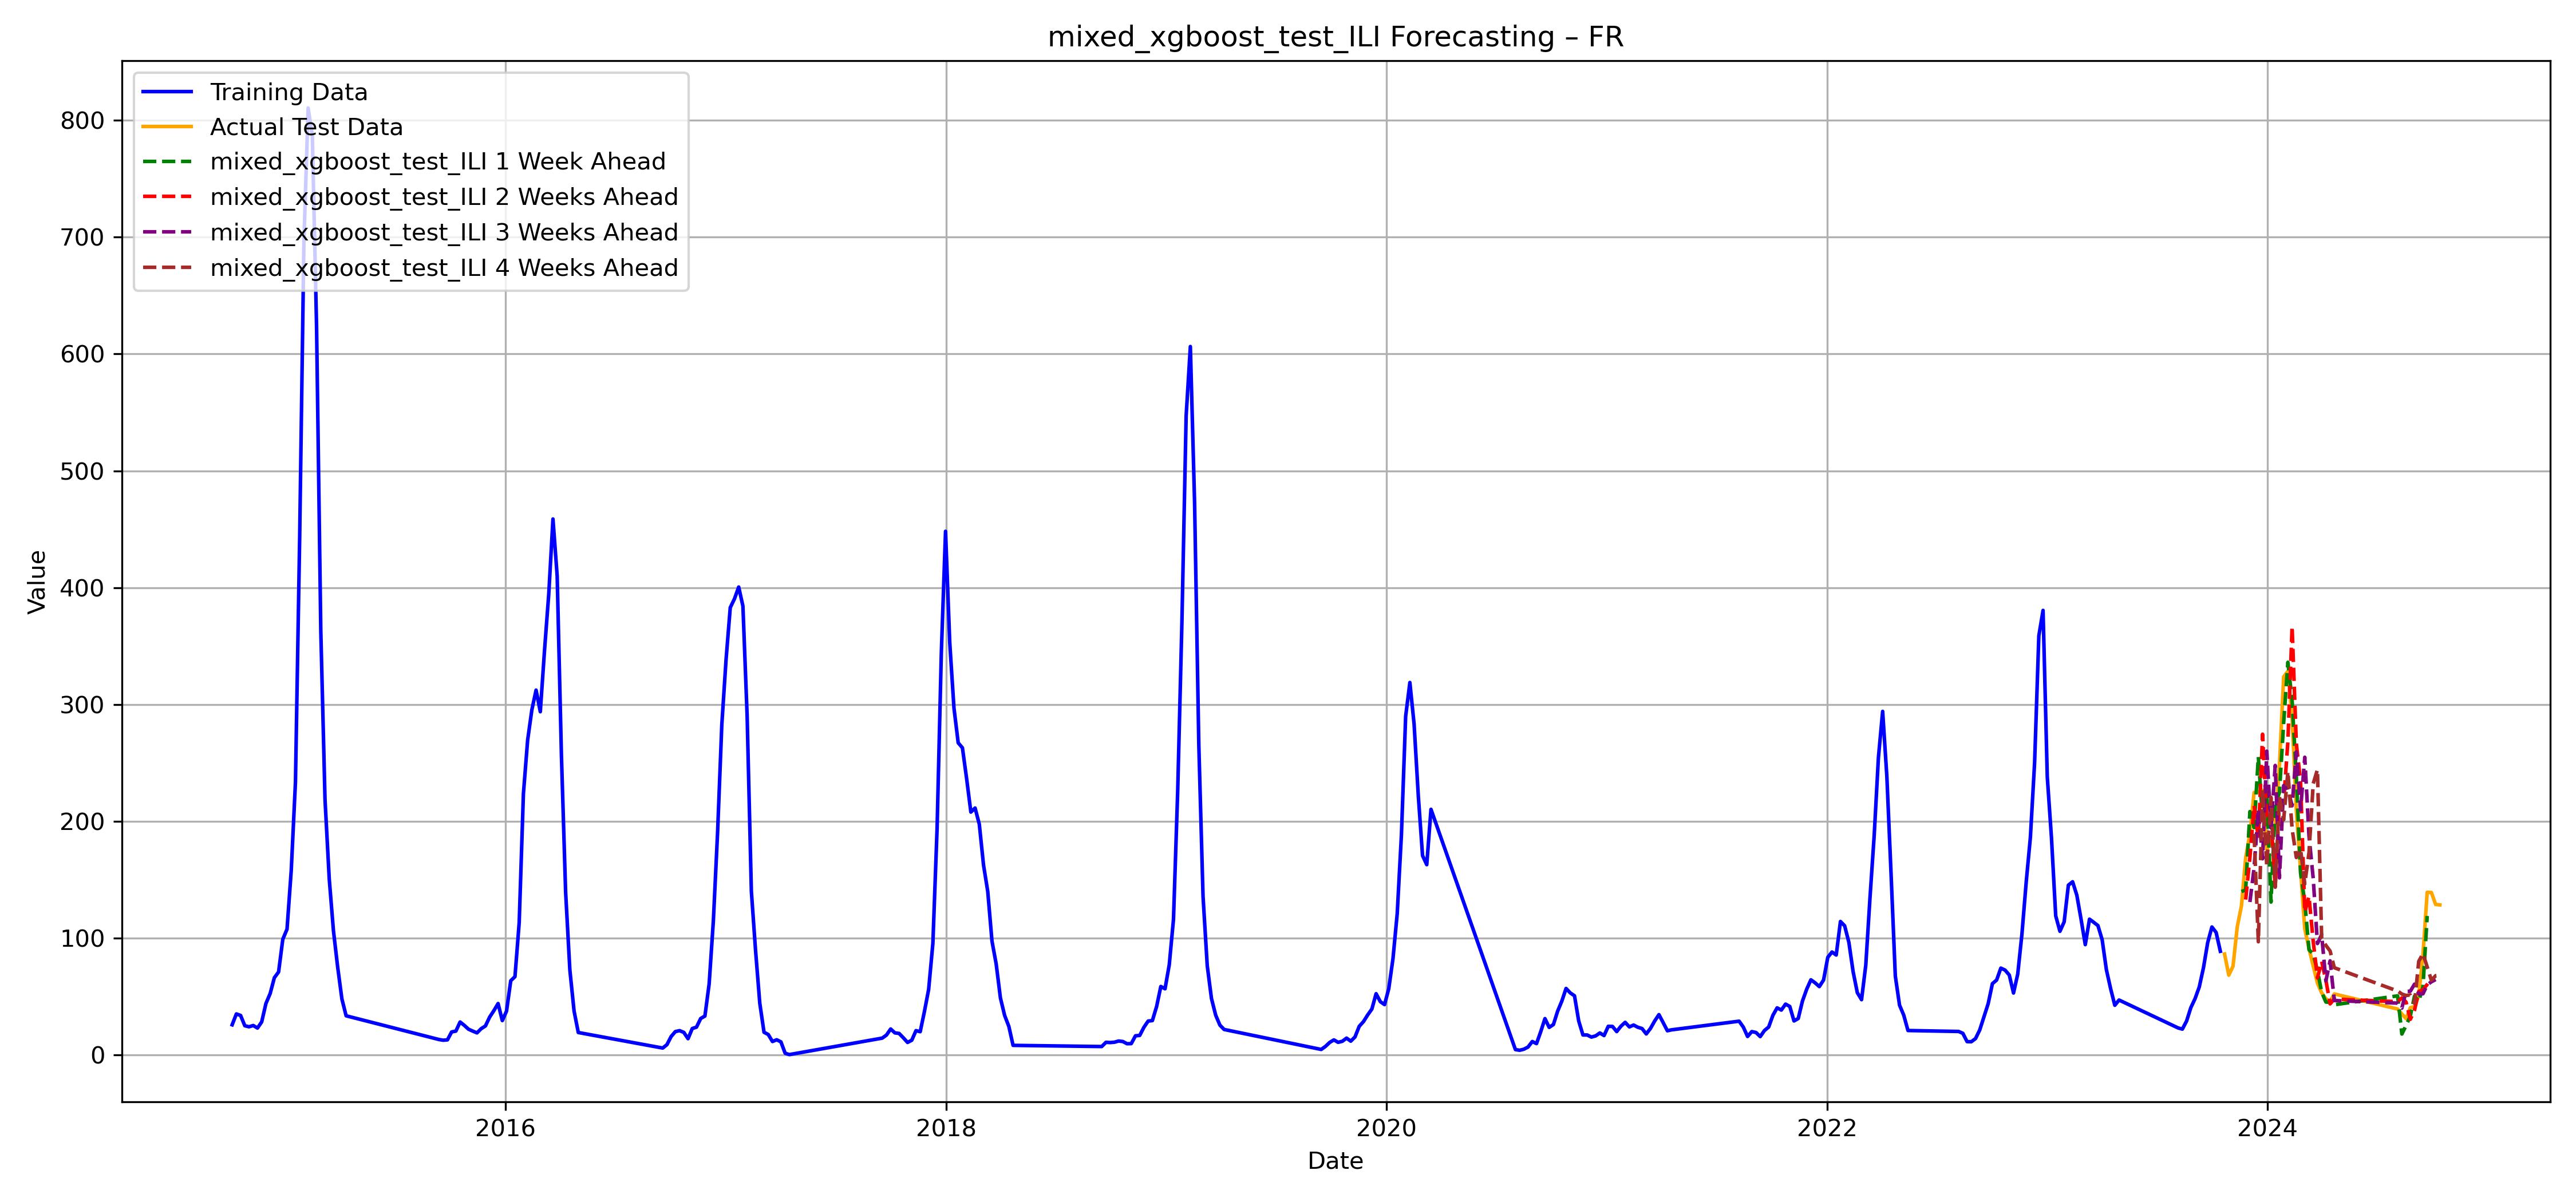 mixed_xgboost_test_ILI Forecasting – FR
Training Data
Actual Test Data
mixed_xgboost_test_ILI 1 Week Ahead
mixed_xgboost_test_ILI 2 Weeks Ahead
mixed_xgboost_test_ILI 3 Weeks Ahead
mixed_xgboost_test_ILI 4 Weeks Ahead
800
700
600
500
400
300
200
100
0
Value
2016 2018 2020 2022 2024
Date